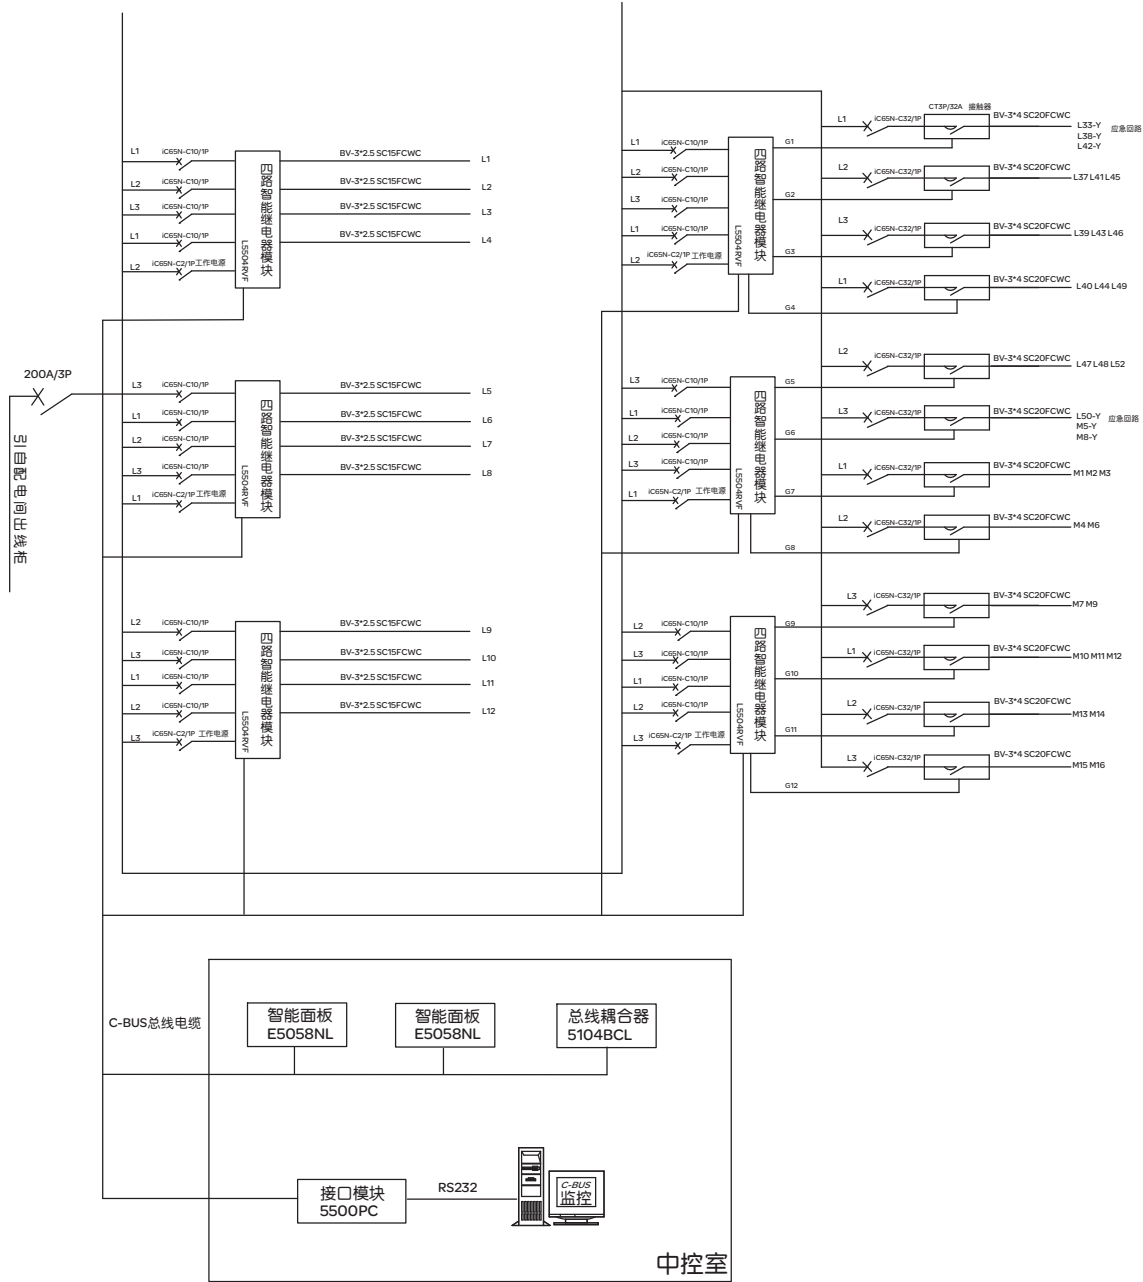 L1
iC65N-C10/1P
BV-3*2.5 SC15FCWC
L1
L2
iC65N-C10/1P
BV-3*2.5 SC15FCWC
L2
L3
iC65N-C10/1P
BV-3*2.5 SC15FCWC
L3
L1
iC65N-C10/1P
BV-3*2.5 SC15FCWC
L4
L2
iC65N-C2/1P 工作电源
四路智能继电器模块
L5504RVF
200A/3P
引自配电间出线柜
L3
iC65N-C10/1P
BV-3*2.5 SC15FCWC
L5
L1
iC65N-C10/1P
BV-3*2.5 SC15FCWC
L6
L2
iC65N-C10/1P
BV-3*2.5 SC15FCWC
L7
L3
iC65N-C10/1P
BV-3*2.5 SC15FCWC
L8
L1
iC65N-C2/1P 工作电源
四路智能继电器模块
L5504RVF
L2
iC65N-C10/1P
BV-3*2.5 SC15FCWC
L9
L3
iC65N-C10/1P
BV-3*2.5 SC15FCWC
L10
L1
iC65N-C10/1P
BV-3*2.5 SC15FCWC
L11
L2
iC65N-C10/1P
BV-3*2.5 SC15FCWC
L12
L3
iC65N-C2/1P 工作电源
四路智能继电器模块
L5504RVF
L1
iC65N-C10/1P
L2
iC65N-C10/1P
L3
iC65N-C10/1P
L1
iC65N-C10/1P
L2
iC65N-C2/1P 工作电源
四路智能继电器模块
L5504RVF
G1
G2
G3
G4
CT3P/32A 接触器
L1
iC65N-C32/1P
BV-3*4 SC20FCWC
L33-Y 应急回路
L38-Y
L42-Y
L2
iC65N-C32/1P
BV-3*4 SC20FCWC
L37 L41 L45
L3
iC65N-C32/1P
BV-3*4 SC20FCWC
L39 L43 L46
L1
iC65N-C32/1P
BV-3*4 SC20FCWC
L40 L44 L49
L3
iC65N-C10/1P
L1
iC65N-C10/1P
L2
iC65N-C10/1P
L3
iC65N-C10/1P
L1
iC65N-C2/1P 工作电源
四路智能继电器模块
L5504RVF
G5
G6
G7
G8
L2
iC65N-C32/1P
BV-3*4 SC20FCWC
L47 L48 L52
L3
iC65N-C32/1P
BV-3*4 SC20FCWC
L50-Y 应急回路
M5-Y
M8-Y
L1
iC65N-C32/1P
BV-3*4 SC20FCWC
M1 M2 M3
L2
iC65N-C32/1P
BV-3*4 SC20FCWC
M4 M6
L2
iC65N-C10/1P
L3
iC65N-C10/1P
L1
iC65N-C10/1P
L2
iC65N-C10/1P
L3
iC65N-C2/1P 工作电源
四路智能继电器模块
L5504RVF
G9
G10
G11
G12
L3
iC65N-C32/1P
BV-3*4 SC20FCWC
M7 M9
L1
iC65N-C32/1P
BV-3*4 SC20FCWC
M10 M11 M12
L2
iC65N-C32/1P
BV-3*4 SC20FCWC
M13 M14
L3
iC65N-C32/1P
BV-3*4 SC20FCWC
M15 M16
C-BUS总线电缆
智能面板
E5058NL
智能面板
E5058NL
总线耦合器
5104BCL
接口模块
5500PC
RS232
C-BUS
监控
中控室